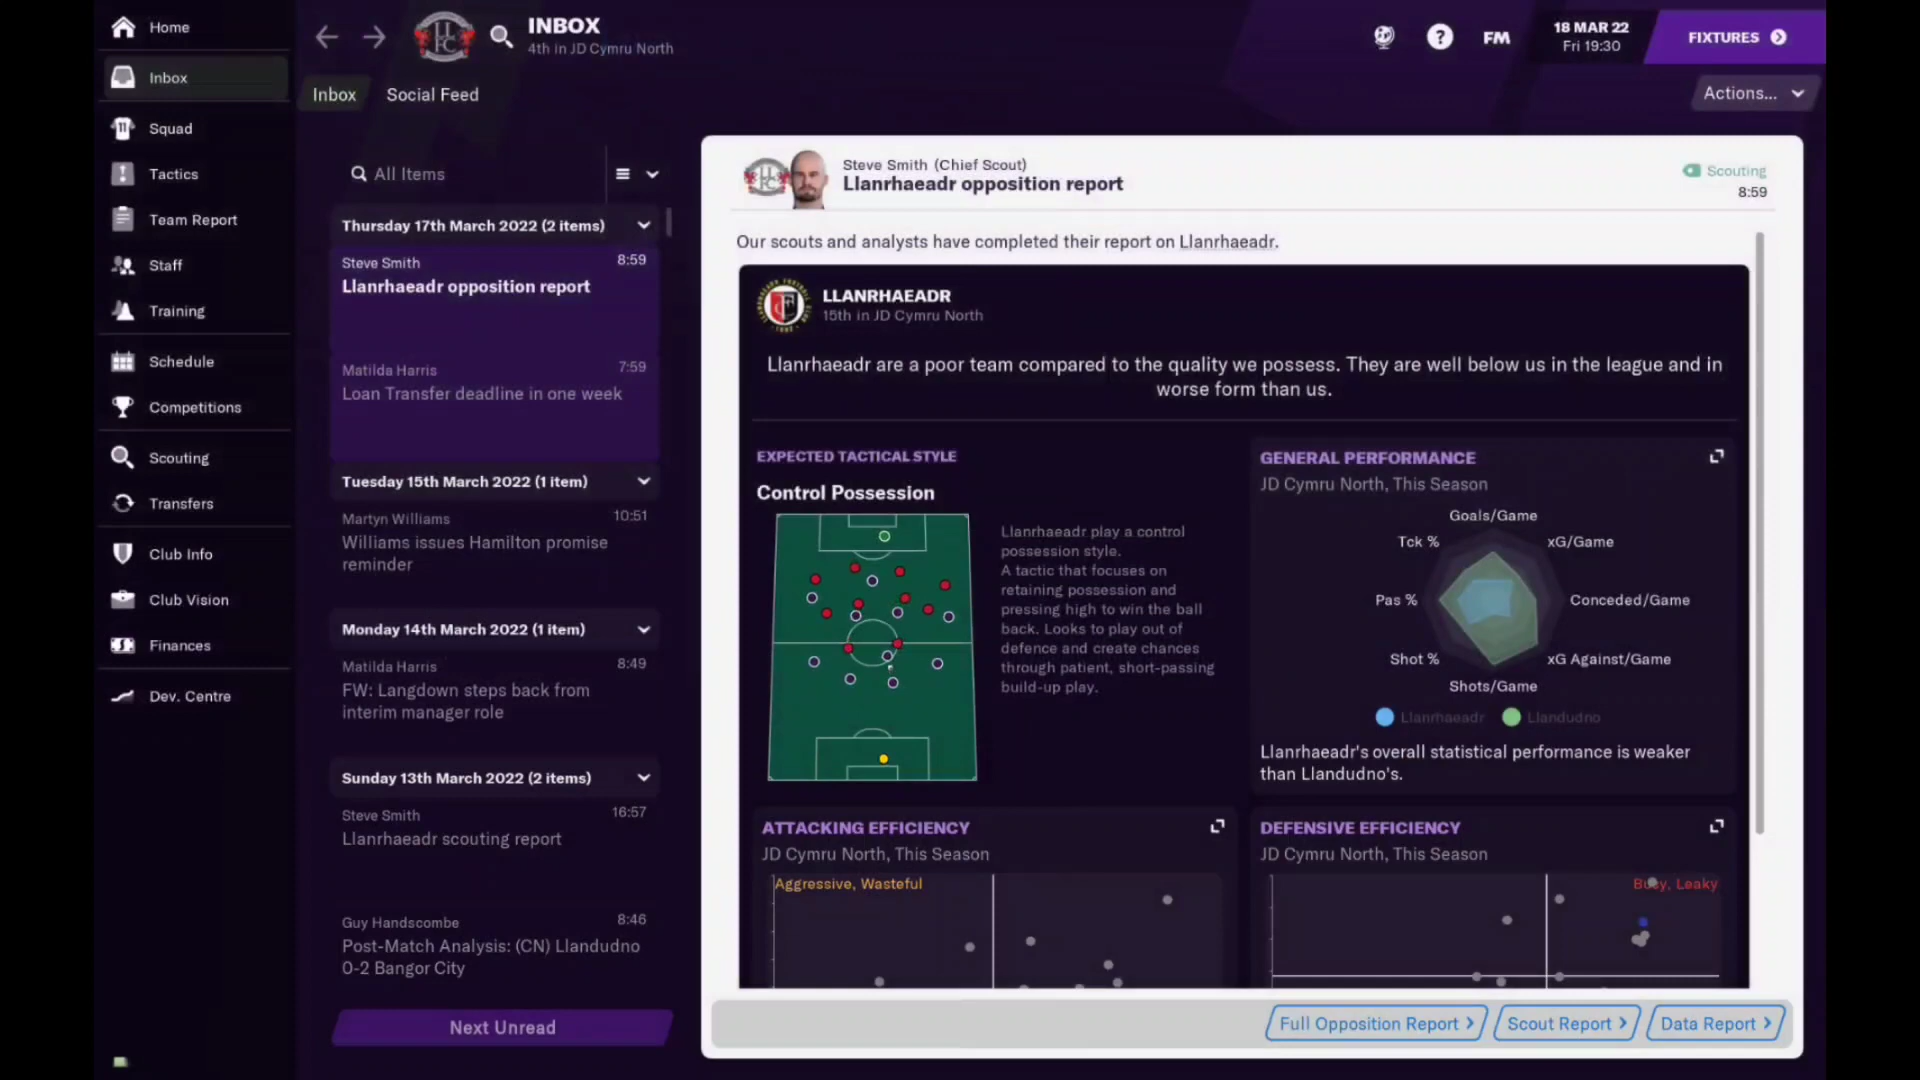 Home
Inbox
Squad
Tactics
Team Report
Staff
Training
Schedule
Competitions
Scouting
Transfers
Club Info
Club Vision
Finances
Dev. Centre
INBOX
4th in JD Cymru North
FM
18 MAR 22
Fri 19:30
FIXTURES
Inbox
Social Feed
Actions...
All Items
Thursday 17th March 2022 (2 items)
Steve Smith
8:59
Llanrhaeadr opposition report
Matilda Harris
7:59
Loan Transfer deadline in one week
Tuesday 15th March 2022 (1 item)
Martyn Williams
10:51
Williams issues Hamilton promise
reminder
Monday 14th March 2022 (1 item)
Matilda Harris
8:49
FW: Langdown steps back from
interim manager role
Sunday 13th March 2022 (2 items)
Steve Smith
16:57
Llanrhaeadr scouting report
Guy Handscombe
8:46
Post-Match Analysis: (CN) Llandudno
0-2 Bangor City
Next Unread
Steve Smith (Chief Scout)
Llanrhaeadr opposition report
Scouting
8:59
Our scouts and analysts have completed their report on Llanrhaeadr.
LLANRHAEADR
15th in JD Cymru North
Llanrhaeadr are a poor team compared to the quality we possess. They are well below us in the league and in
worse form than us.
EXPECTED TACTICAL STYLE
Control Possession
Llanrhaeadr play a control
possession style.
A tactic that focuses on
retaining possession and
pressing high to win the ball
back. Looks to play out of
defence and create chances
through patient, short-passing
build-up play.
GENERAL PERFORMANCE
JD Cymru North, This Season
Goals/Game
Tck %
xG/Game
Pas %
Conceded/Game
Shot %
xG Against/Game
Shots/Game
Llanrhaeadr
Llandudno
Llanrhaeadr's overall statistical performance is weaker
than Llandudno's.
ATTACKING EFFICIENCY
JD Cymru North, This Season
Aggressive, Wasteful
DEFENSIVE EFFICIENCY
JD Cymru North, This Season
Busy, Leaky
Full Opposition Report
Scout Report
Data Report